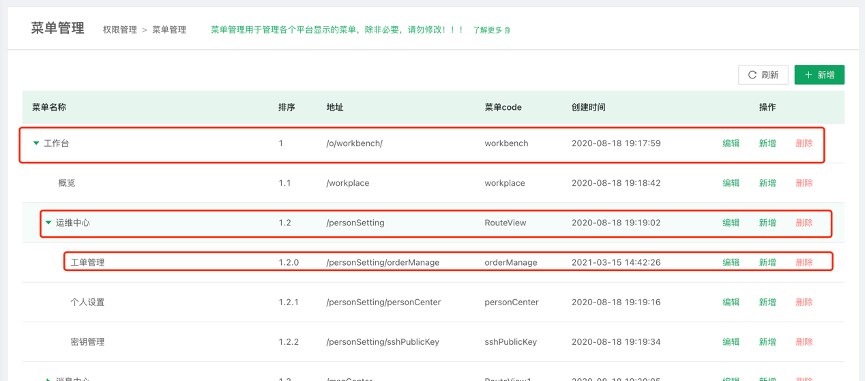 菜单管理 权限管理 > 菜单管理 菜单管理用于管理各个平台显示的菜单，除非必要，请勿修改！！！ 了解更多
刷新 + 新增
菜单名称 排序 地址 菜单code 创建时间 操作
工作台 1 /o/workbench/ workbench 2020-08-18 19:17:59 编辑 新增 删除
概览 1.1 /workplace workplace 2020-08-18 19:18:42 编辑 新增 删除
运维中心 1.2 /personSetting RouteView 2020-08-18 19:19:02 编辑 新增 删除
工单管理 1.2.0 /personSetting/orderManage orderManage 2021-03-15 14:42:26 编辑 新增 删除
个人设置 1.2.1 /personSetting/personCenter personCenter 2020-08-18 19:19:16 编辑 新增 删除
密钥管理 1.2.2 /personSetting/sshPublicKey sshPublicKey 2020-08-18 19:19:34 编辑 新增 删除